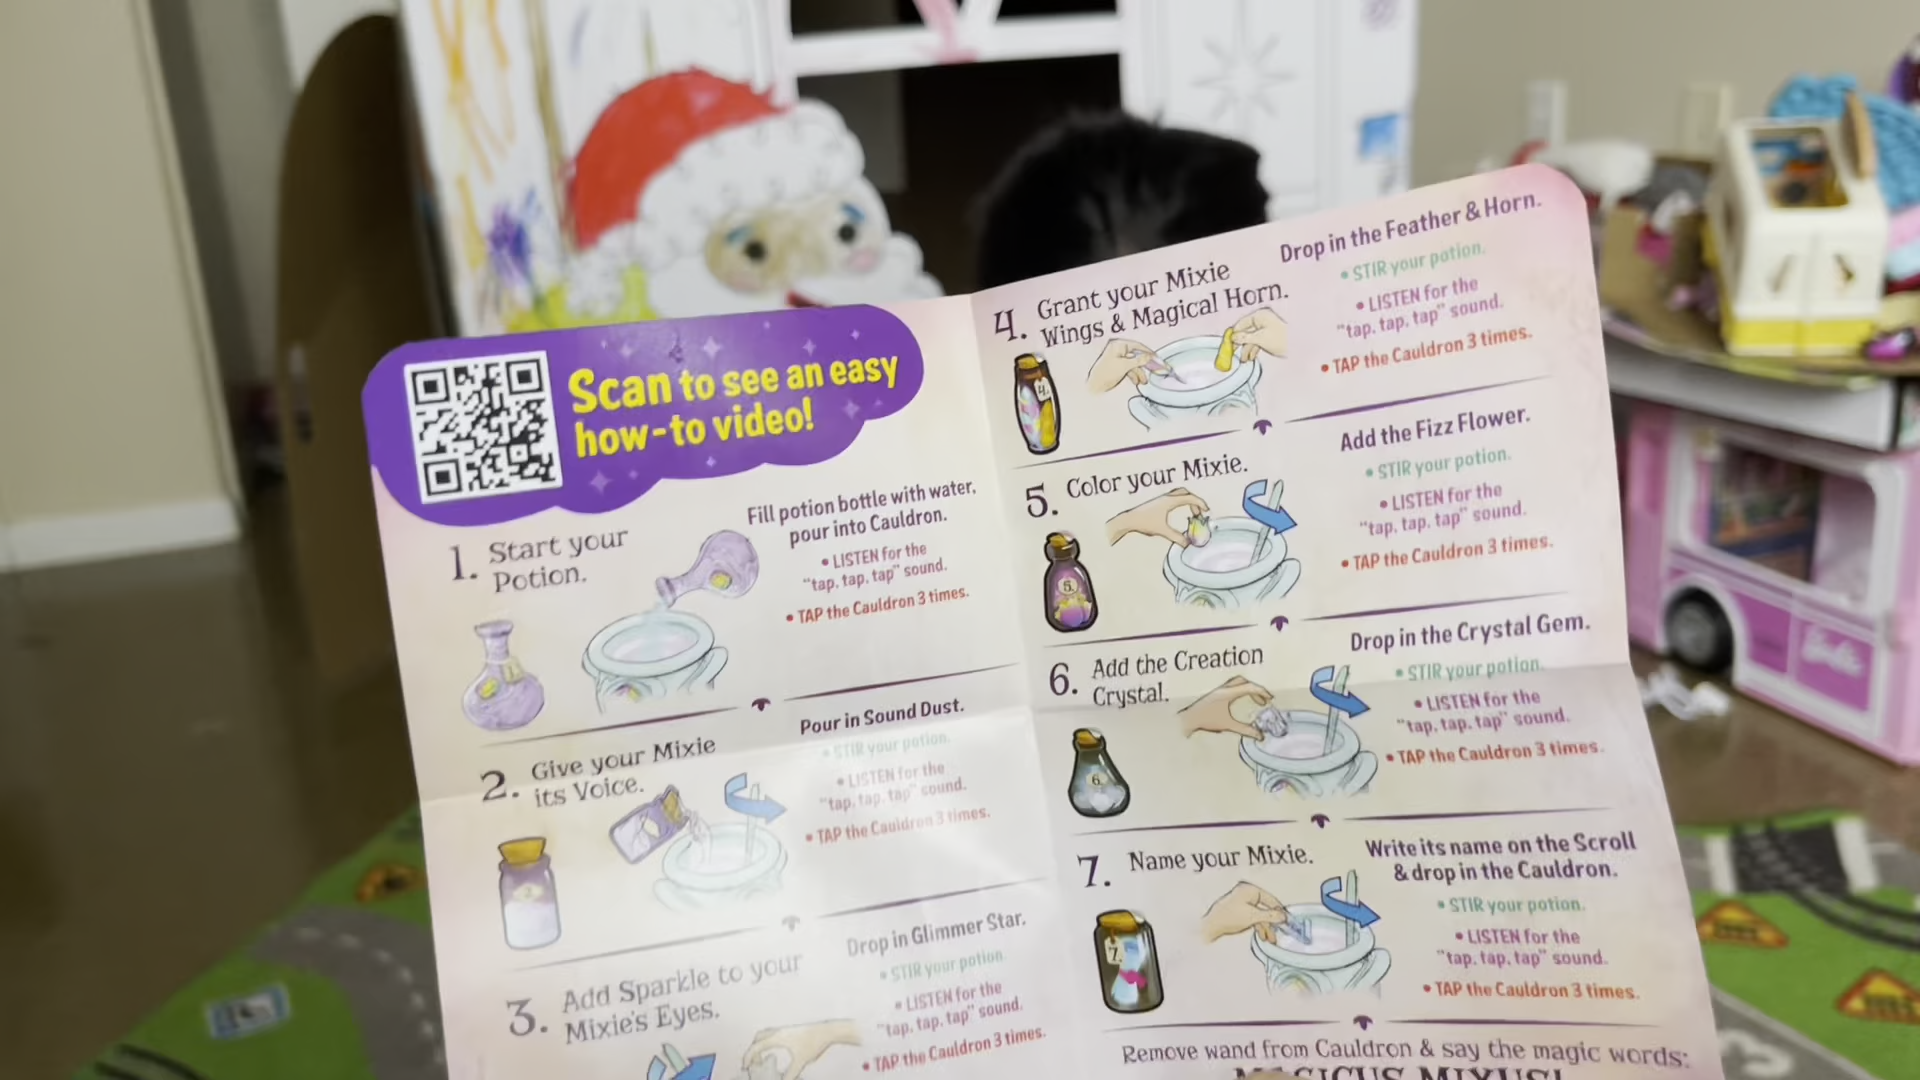 Scan to see an easy
how-to video!
1. Start your
Potion.
Fill potion bottle with water,
pour into Cauldron.
• LISTEN for the
"tap, tap, tap" sound.
• TAP the Cauldron 3 times.
2. Give your Mixie
its Voice.
Pour in Sound Dust.
• STIR your potion.
• LISTEN for the
"tap, tap, tap" sound.
• TAP the Cauldron 3 times.
3. Add Sparkle to your
Mixie's Eyes.
Drop in Glimmer Star.
• STIR your potion.
• LISTEN for the
"tap, tap, tap" sound.
• TAP the Cauldron 3 times.
4. Grant your Mixie
Wings & Magical Horn.
Drop in the Feather & Horn.
• STIR your potion.
• LISTEN for the
"tap, tap, tap" sound.
• TAP the Cauldron 3 times.
4.
5. Color your Mixie.
Add the Fizz Flower.
• STIR your potion.
• LISTEN for the
"tap, tap, tap" sound.
• TAP the Cauldron 3 times.
5.
6. Add the Creation
Crystal.
Drop in the Crystal Gem.
• STIR your potion.
• LISTEN for the
"tap, tap, tap" sound.
• TAP the Cauldron 3 times.
6.
7. Name your Mixie.
Write its name on the Scroll
& drop in the Cauldron.
• STIR your potion.
• LISTEN for the
"tap, tap, tap" sound.
• TAP the Cauldron 3 times.
7.
Remove wand from Cauldron & say the magic words:
MAGICUS MIXUS!
Barbie